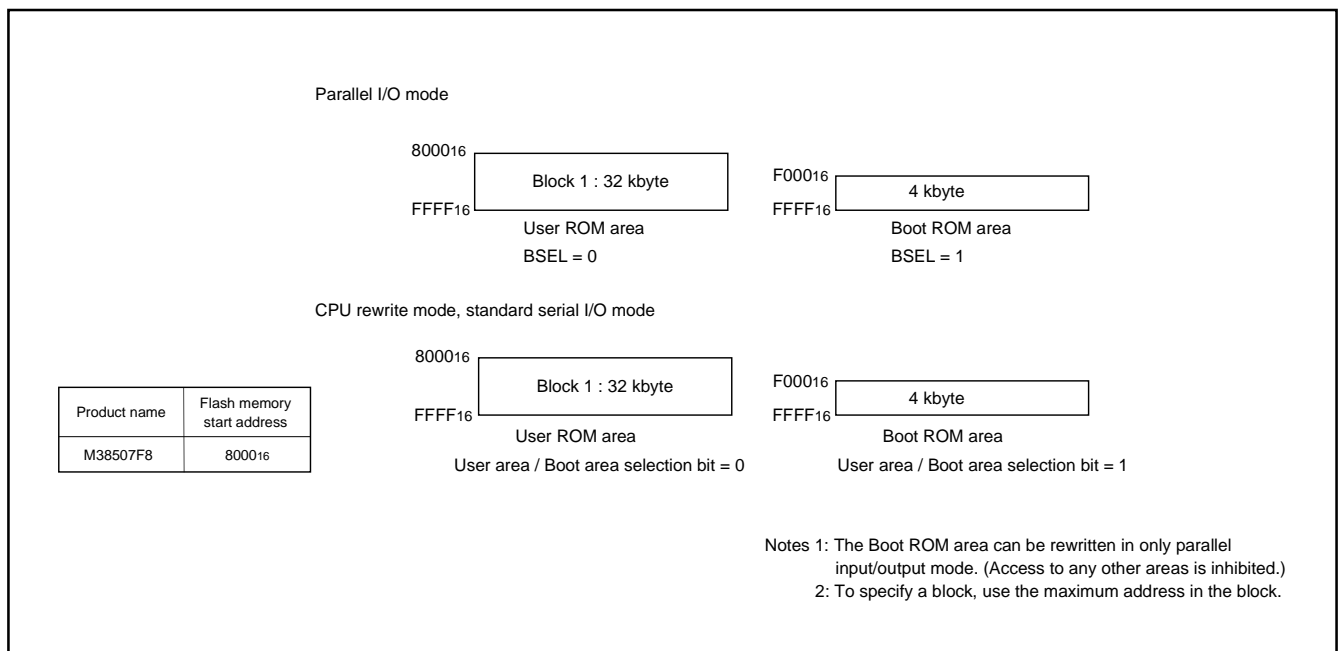 Parallel I/O mode
800016
Block 1 : 32 kbyte
FFFF16
User ROM area
BSEL = 0
F00016
4 kbyte
FFFF16
Boot ROM area
BSEL = 1
CPU rewrite mode, standard serial I/O mode
800016
Block 1 : 32 kbyte
FFFF16
User ROM area
User area / Boot area selection bit = 0
F00016
4 kbyte
FFFF16
Boot ROM area
User area / Boot area selection bit = 1
Product name
Flash memory
start address
M38507F8
800016
Notes 1: The Boot ROM area can be rewritten in only parallel
input/output mode. (Access to any other areas is inhibited.)
2: To specify a block, use the maximum address in the block.